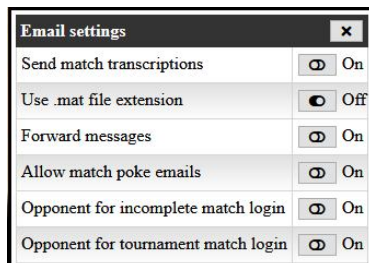 Email settings
Send match transcriptions On
Use .mat file extension Off
Forward messages On
Allow match poke emails On
Opponent for incomplete match login On
Opponent for tournament match login On